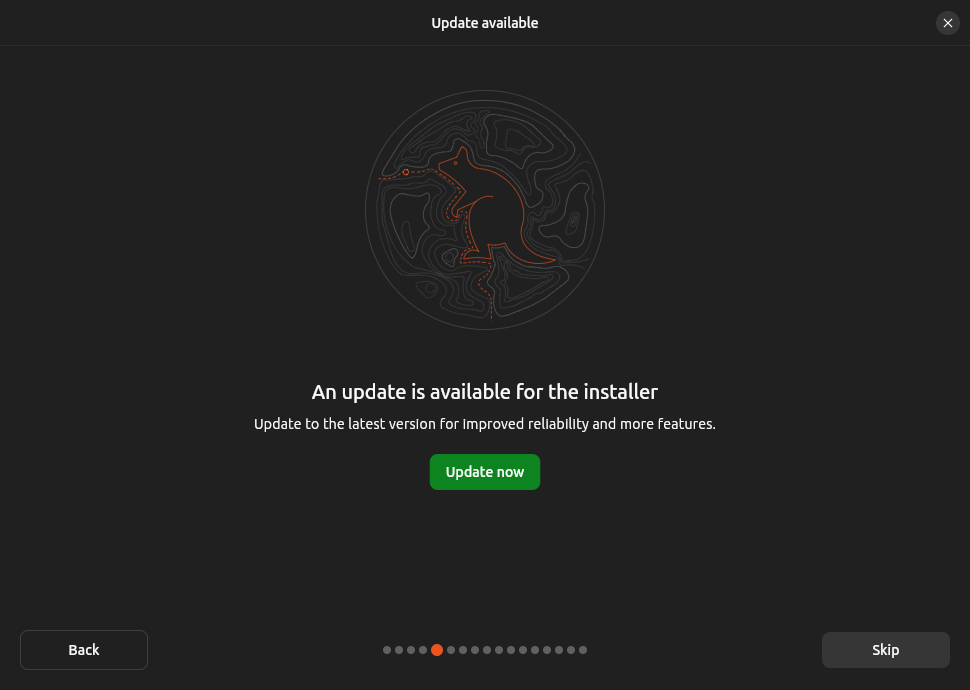 Update available
An update is available for the installer
Update to the latest version for improved reliability and more features.
Update now
Back
Skip